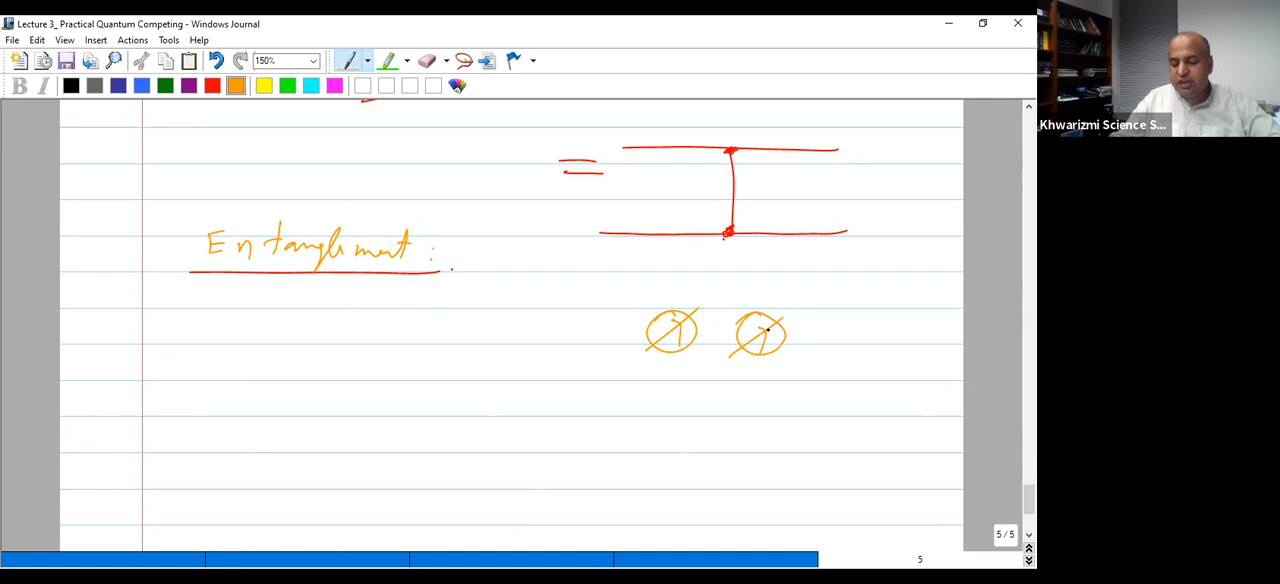 Lecture 3_ Practical Quantum Competing - Windows Journal
File Edit View Insert Actions Tools Help
150%
B I
Khwarizmi Science S...
=
Entanglement:
5 / 5
5